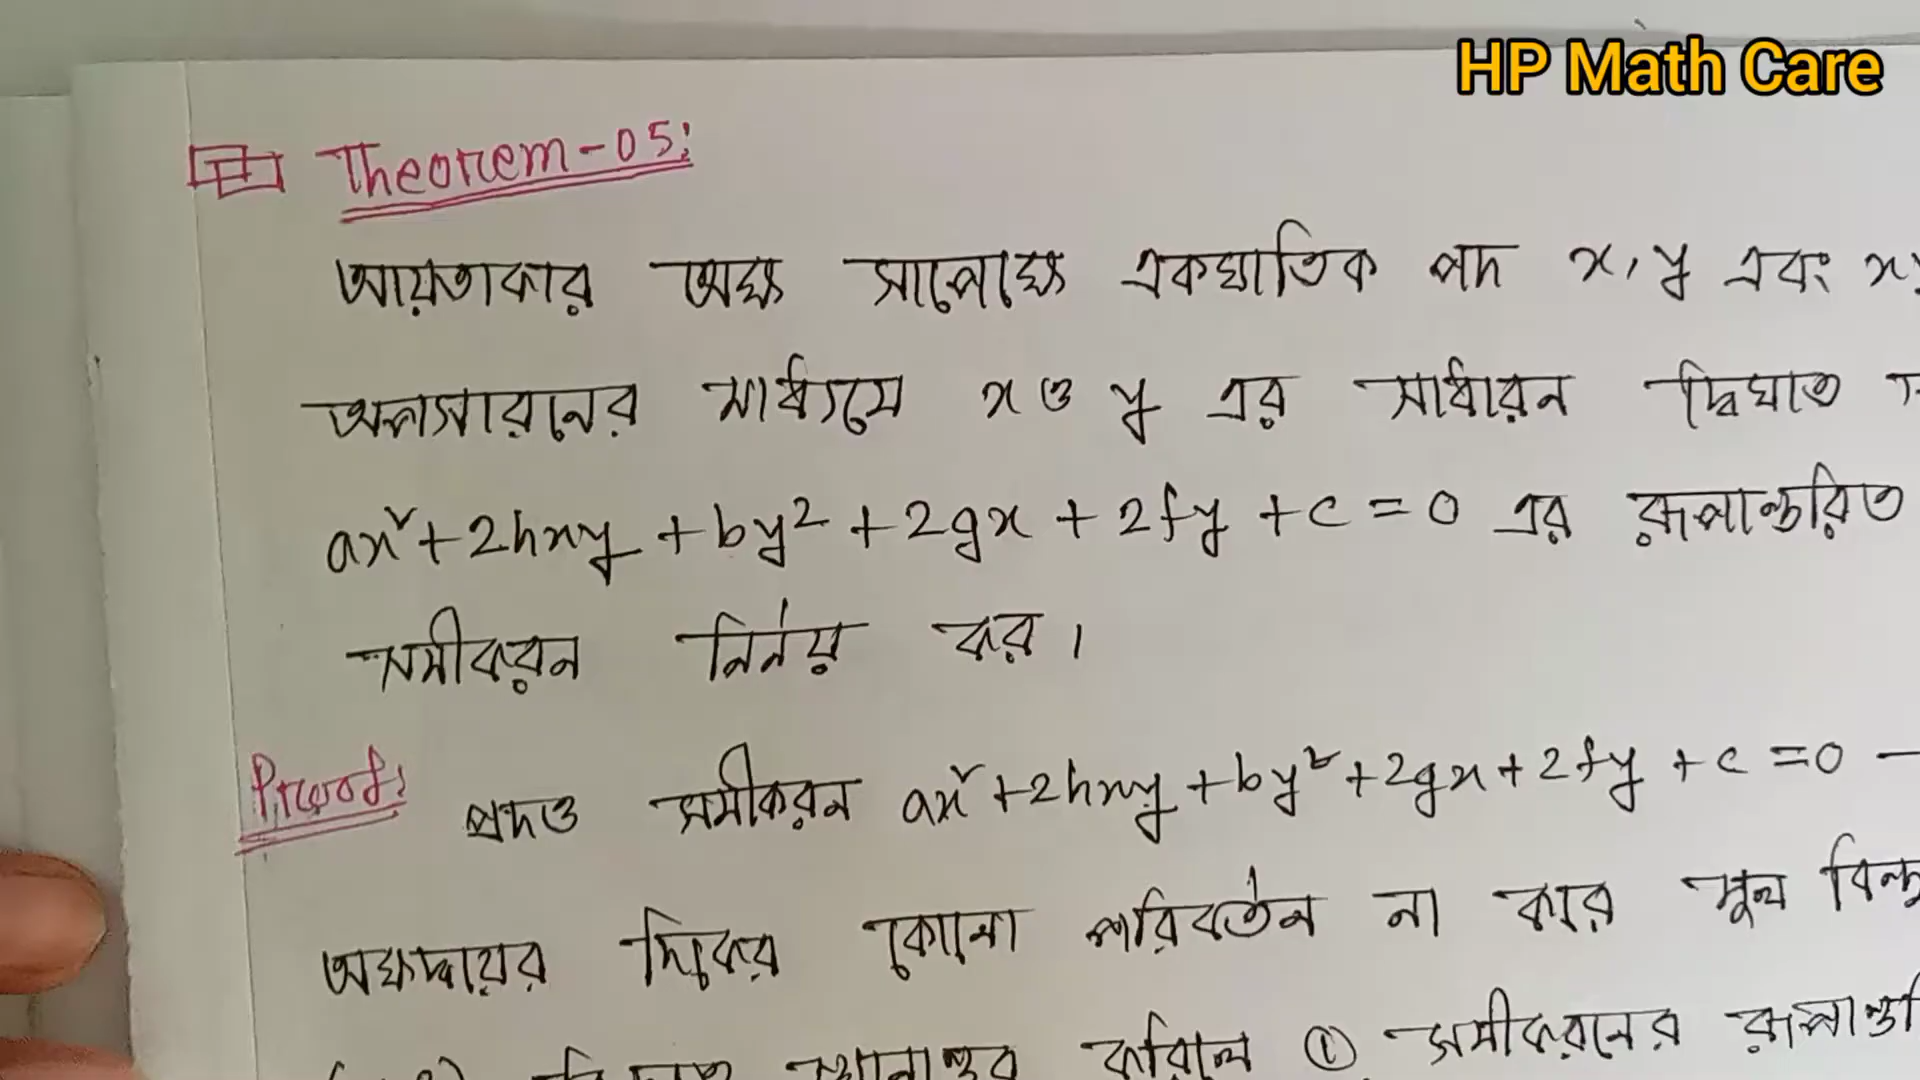 HP Math Care
Theorem-05:
আয়তাকার অক্ষ সাপেক্ষে একঘাতিক পদ x, y এবং
অপসারনের মাধ্যমে x ও y এর সাধারন দ্বিঘাত
ax² + 2hxy + by² + 2gx + 2fy + c = 0 এর রূপান্তরিত
সমীকরন নির্নয় কর।
Proof: প্রদত্ত সমীকরন ax² + 2hxy + by² + 2gx + 2fy + c = 0 —
অক্ষদ্বয়ের দিকের কোনো পরিবর্তন না করে মূল বিন্দু
করিলে ① সমীকরনের